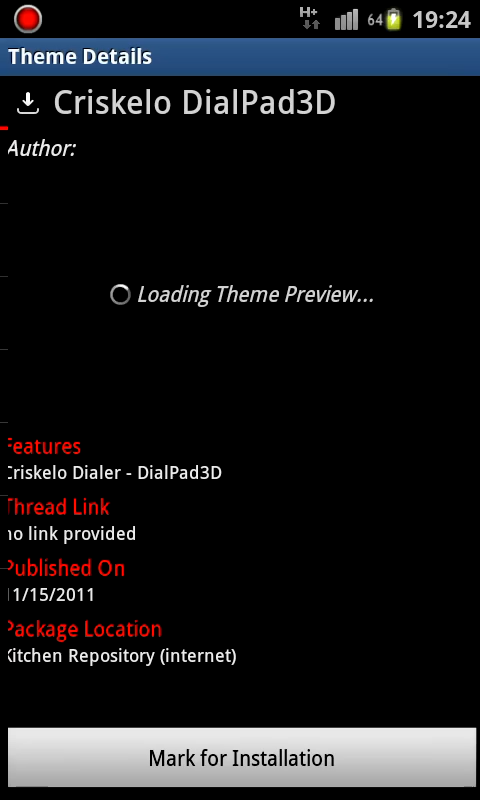 H+ 64 19:24
Theme Details
Criskelo DialPad3D
Author:
Loading Theme Preview...
Features
Criskelo Dialer - DialPad3D
Thread Link
no link provided
Published On
11/15/2011
Package Location
Kitchen Repository (internet)
Mark for Installation